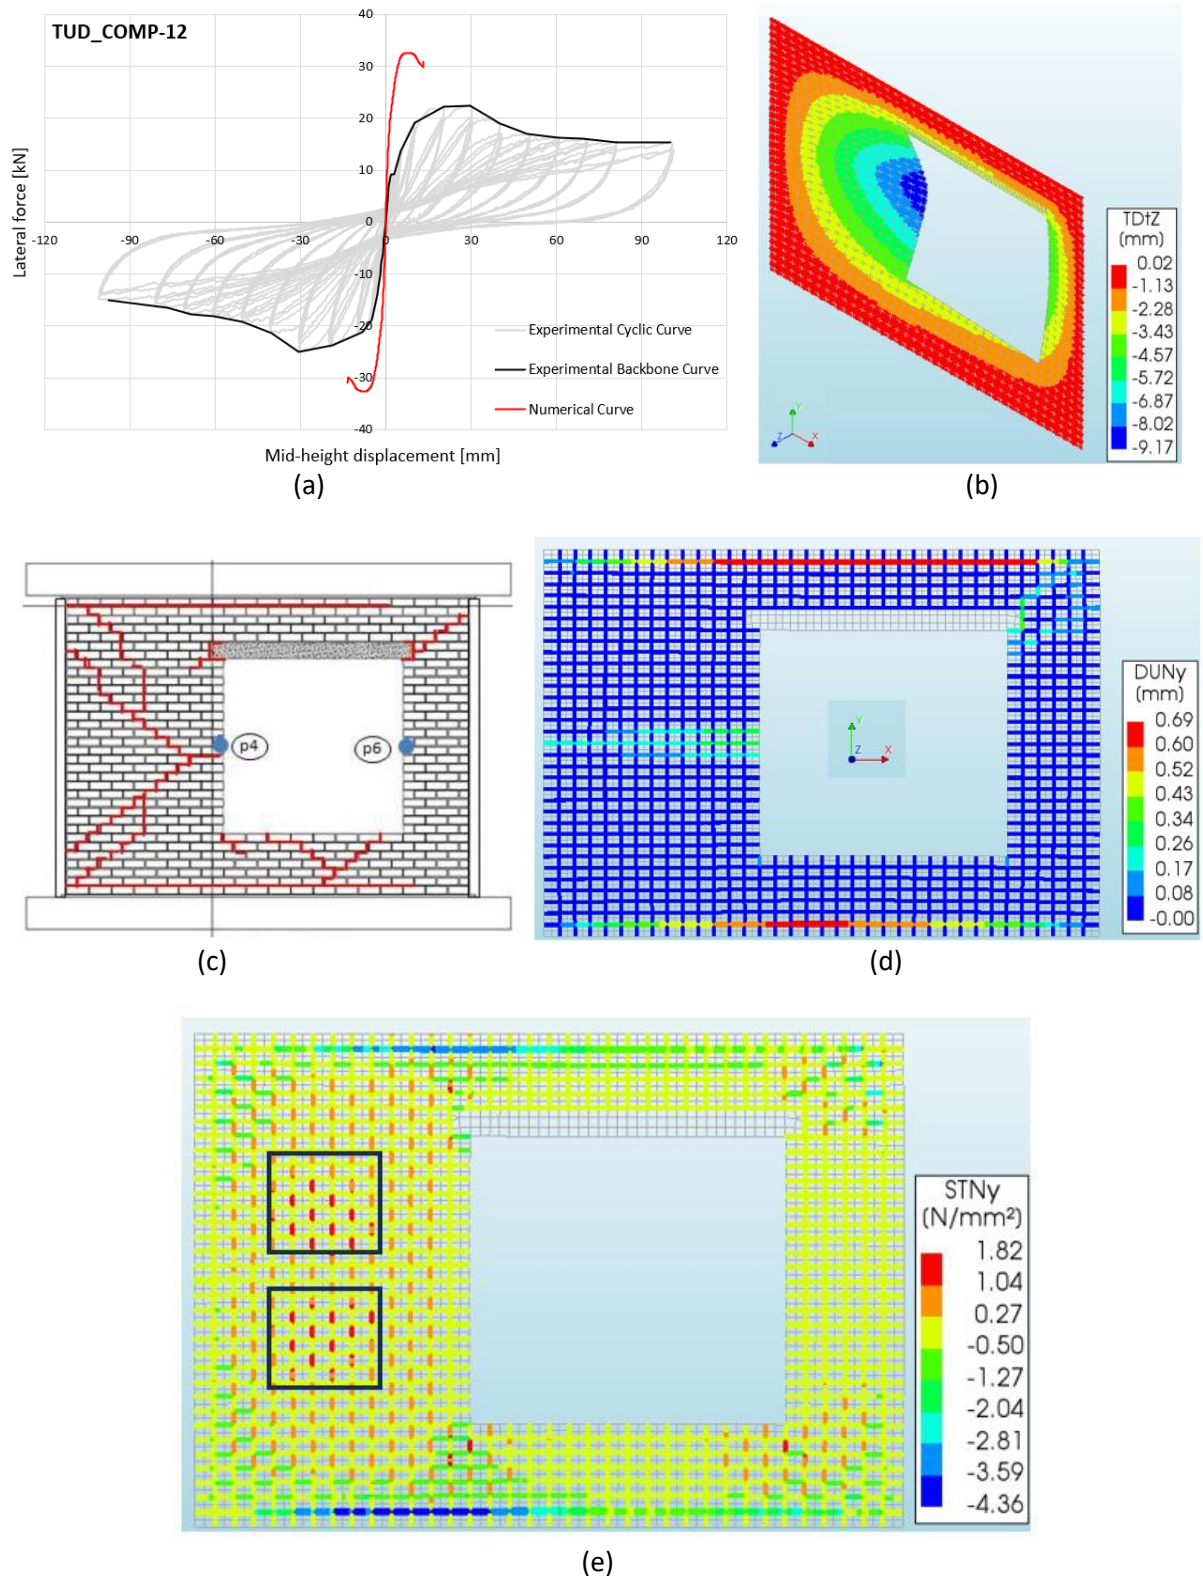 TUD_COMP-12
40
30
20
10
0
-10
-20
-30
-40
-120
-90
-60
-30
0
30
60
90
120
Lateral force [kN]
Mid-height displacement [mm]
Experimental Cyclic Curve
Experimental Backbone Curve
Numerical Curve
(a)
TDtZ
(mm)
0.02
-1.13
-2.28
-3.43
-4.57
-5.72
-6.87
-8.02
-9.17
Y
Z
X
(b)
p4
p6
(c)
Y
Z
X
DUNy
(mm)
0.69
0.60
0.52
0.43
0.34
0.26
0.17
0.08
-0.00
(d)
STNy
(N/mm²)
1.82
1.04
0.27
-0.50
-1.27
-2.04
-2.81
-3.59
-4.36
(e)